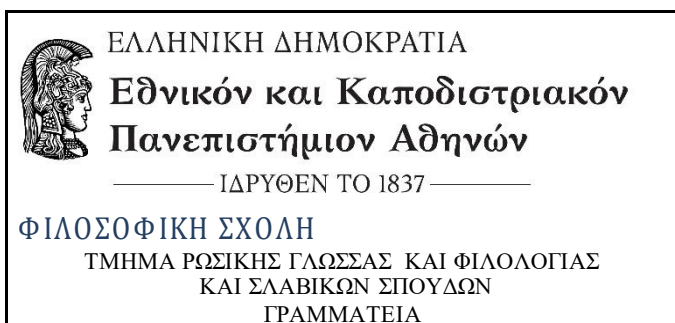 ΕΛΛΗΝΙΚΗ ΔΗΜΟΚΡΑΤΙΑ
Εθνικόν και Καποδιστριακόν
Πανεπιστήμιον Αθηνών
ΙΔΡΥΘΕΝ ΤΟ 1837
ΦΙΛΟΣΟΦΙΚΗ ΣΧΟΛΗ
ΤΜΗΜΑ ΡΩΣΙΚΗΣ ΓΛΩΣΣΑΣ ΚΑΙ ΦΙΛΟΛΟΓΙΑΣ
ΚΑΙ ΣΛΑΒΙΚΩΝ ΣΠΟΥΔΩΝ
ΓΡΑΜΜΑΤΕΙΑ